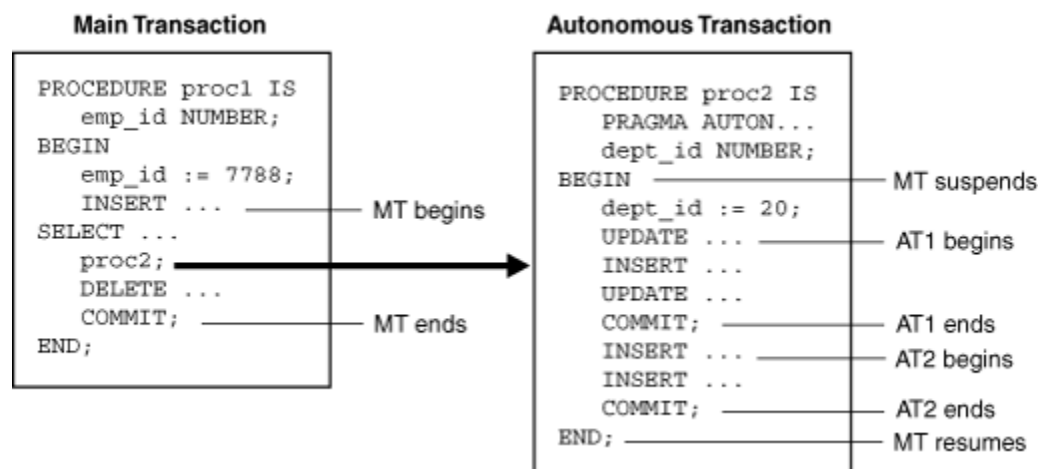 Main Transaction
PROCEDURE proc1 IS
emp_id NUMBER;
BEGIN
emp_id := 7788;
INSERT ...
MT begins
SELECT ...
proc2;
DELETE ...
COMMIT;
MT ends
END;
Autonomous Transaction
PROCEDURE proc2 IS
PRAGMA AUTON...
dept_id NUMBER;
BEGIN
MT suspends
dept_id := 20;
UPDATE ...
AT1 begins
INSERT ...
UPDATE ...
COMMIT;
AT1 ends
INSERT ...
AT2 begins
INSERT ...
COMMIT;
AT2 ends
END;
MT resumes